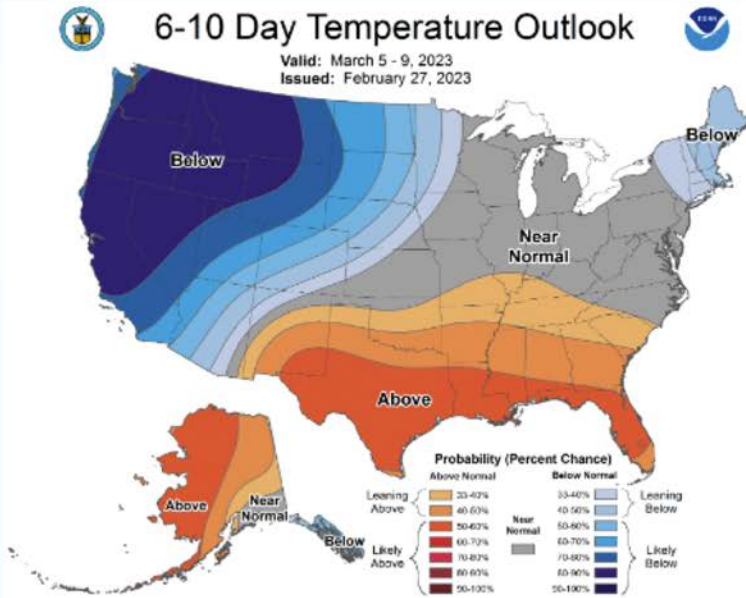 6-10 Day Temperature Outlook
Valid: March 5 - 9, 2023
Issued: February 27, 2023
Below
Below
Near
Normal
Above
Above
Near
Normal
Below
Probability (Percent Chance)
Above Normal
Below Normal
Leaning
Above
33-40%
40-50%
Likely
Above
50-60%
60-70%
70-80%
80-90%
90-100%
Near
Normal
33-40%
40-50%
Leaning
Below
50-60%
60-70%
70-80%
80-90%
90-100%
Likely
Below